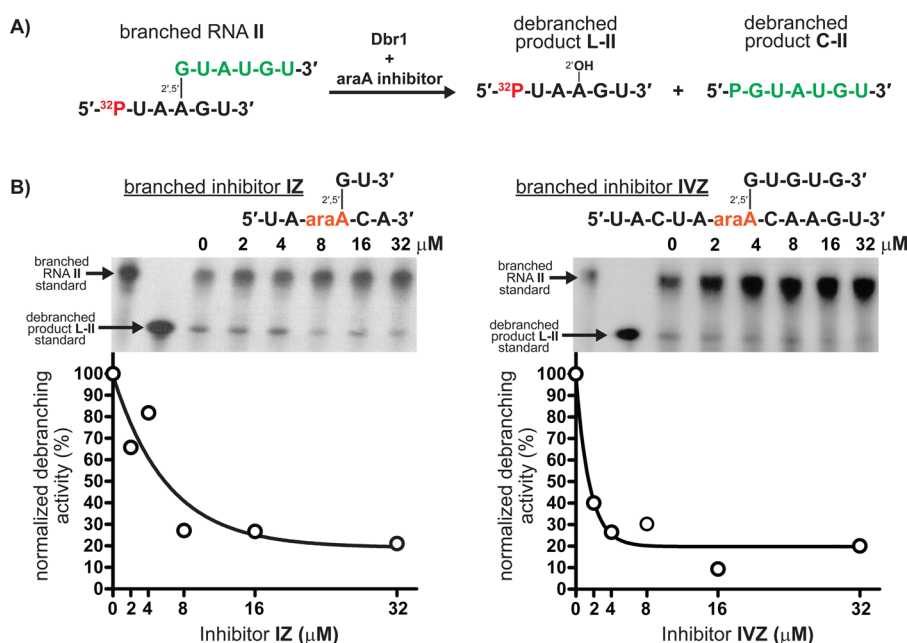 A)
branched RNA II
G-U-A-U-G-U-3′
2′,5′
5′-32P-U-A-A-G-U-3′
Dbr1
+
araA inhibitor
debranched
product L-II
2′OH
5′-32P-U-A-A-G-U-3′
+
debranched
product C-II
5′-P-G-U-A-U-G-U-3′
B)
branched inhibitor IZ
G-U-3′
2′,5′
5′-U-A-araA-C-A-3′
0 2 4 8 16 32 μM
branched
RNA II
standard
debranched
product L-II
standard
normalized debranching
activity (%)
100
90
80
70
60
50
40
30
20
10
0
0 2 4 8 16 32
Inhibitor IZ (μM)
branched inhibitor IVZ
G-U-G-U-G-3′
2′,5′
5′-U-A-C-U-A-araA-C-A-A-G-U-3′
0 2 4 8 16 32 μM
branched
RNA II
standard
debranched
product L-II
standard
normalized debranching
activity (%)
100
90
80
70
60
50
40
30
20
10
0
0 2 4 8 16 32
Inhibitor IVZ (μM)